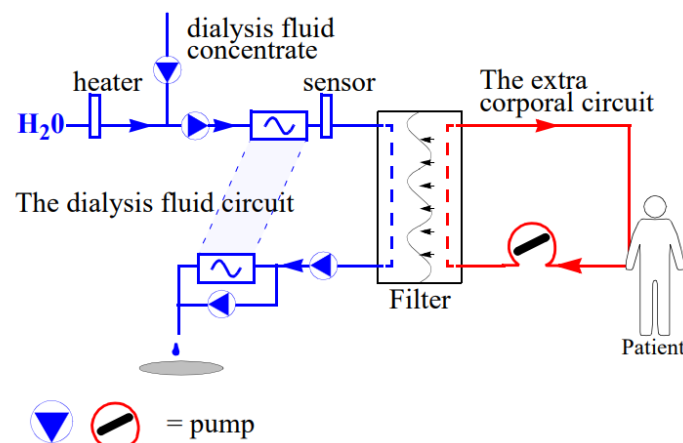 dialysis fluid
concentrate
heater
sensor
The extra
corporal circuit
H20
The dialysis fluid circuit
Filter
Patient
= pump